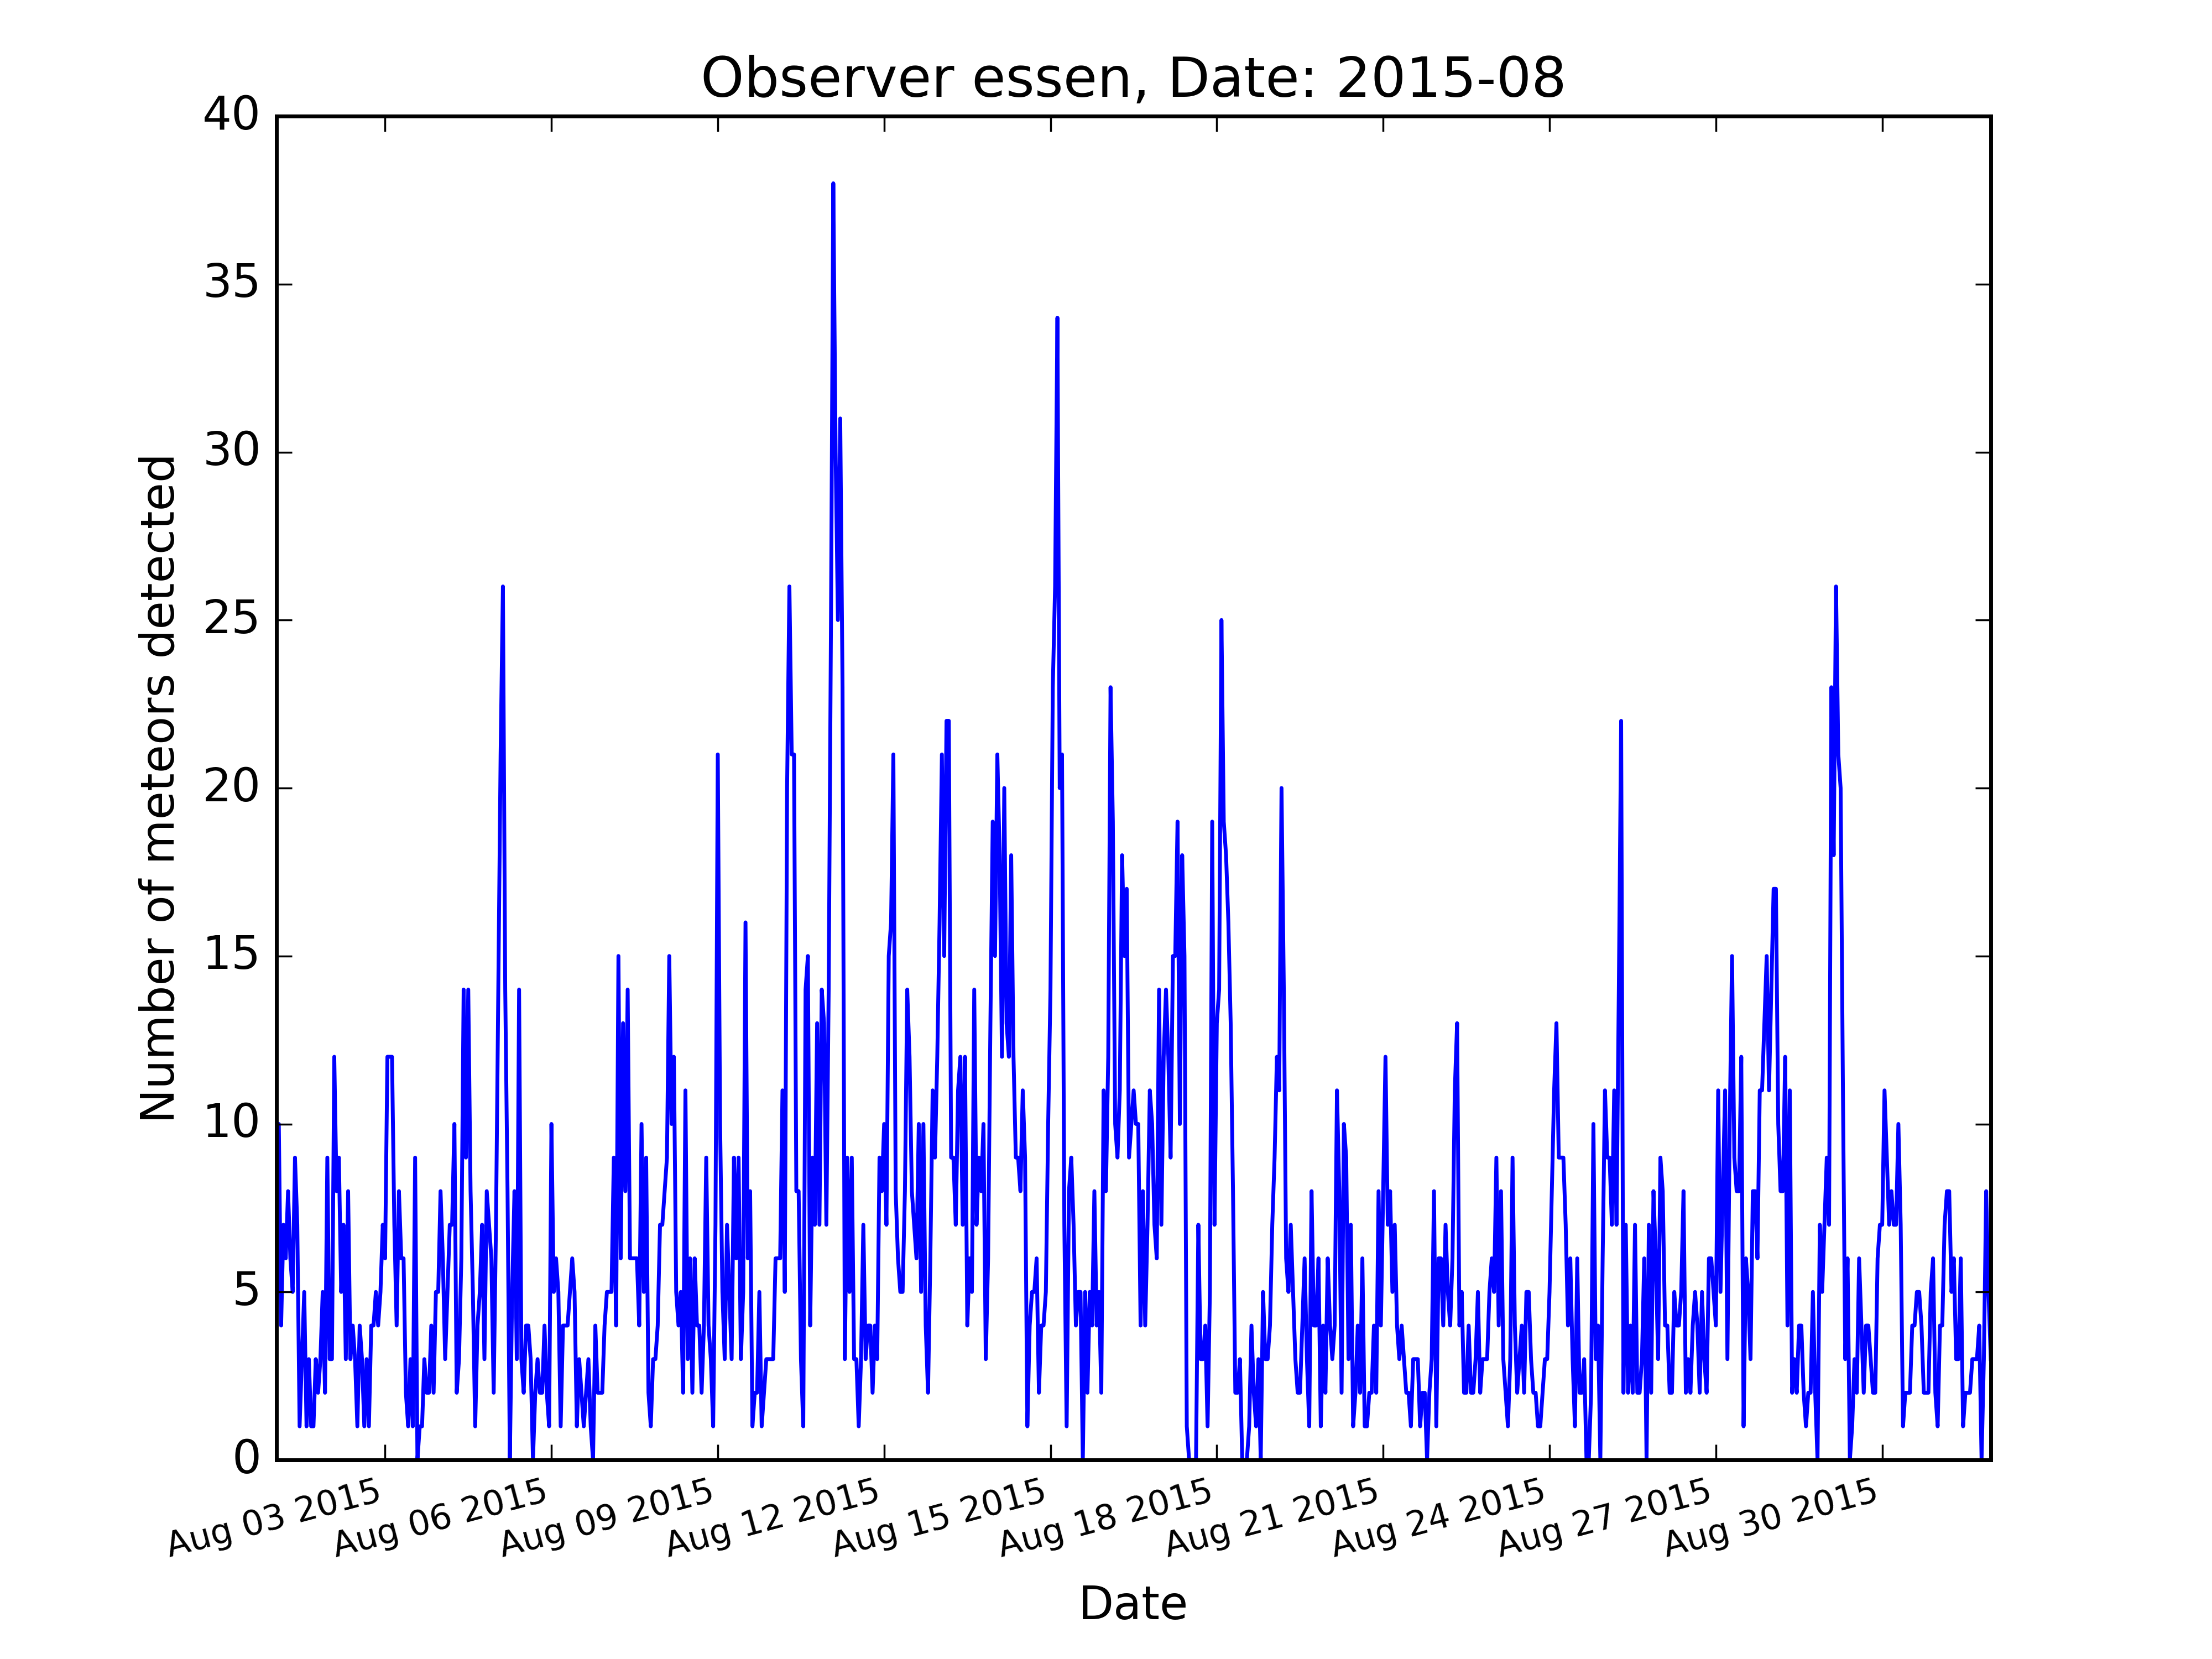 Observer essen, Date: 2015-08
40
35
30
25
20
15
10
5
0
Number of meteors detected
Aug 03 2015
Aug 06 2015
Aug 09 2015
Aug 12 2015
Aug 15 2015
Aug 18 2015
Aug 21 2015
Aug 24 2015
Aug 27 2015
Aug 30 2015
Date